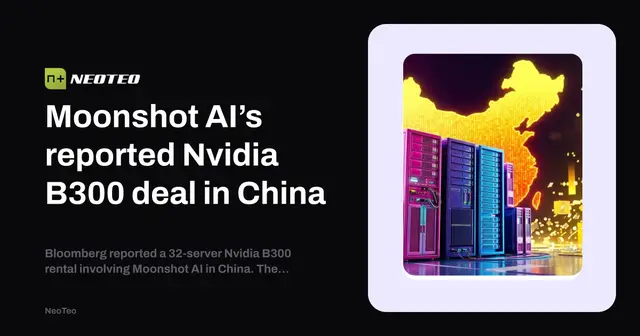 n+ NEOTEO
Moonshot AI’s
reported Nvidia
B300 deal in China
Bloomberg reported a 32-server Nvidia B300
rental involving Moonshot AI in China. The...
NeoTeo